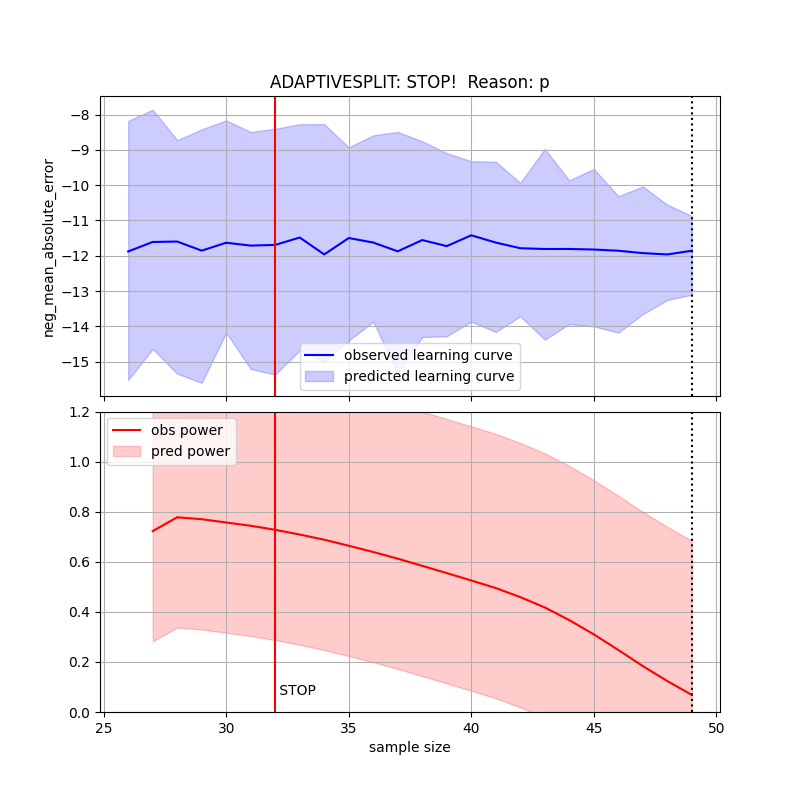 ADAPTIVESPLIT: STOP!  Reason: p
neg_mean_absolute_error
−8
−9
−10
−11
−12
−13
−14
−15
observed learning curve
predicted learning curve
1.2
1.0
0.8
0.6
0.4
0.2
0.0
obs power
pred power
STOP
25
30
35
40
45
50
sample size